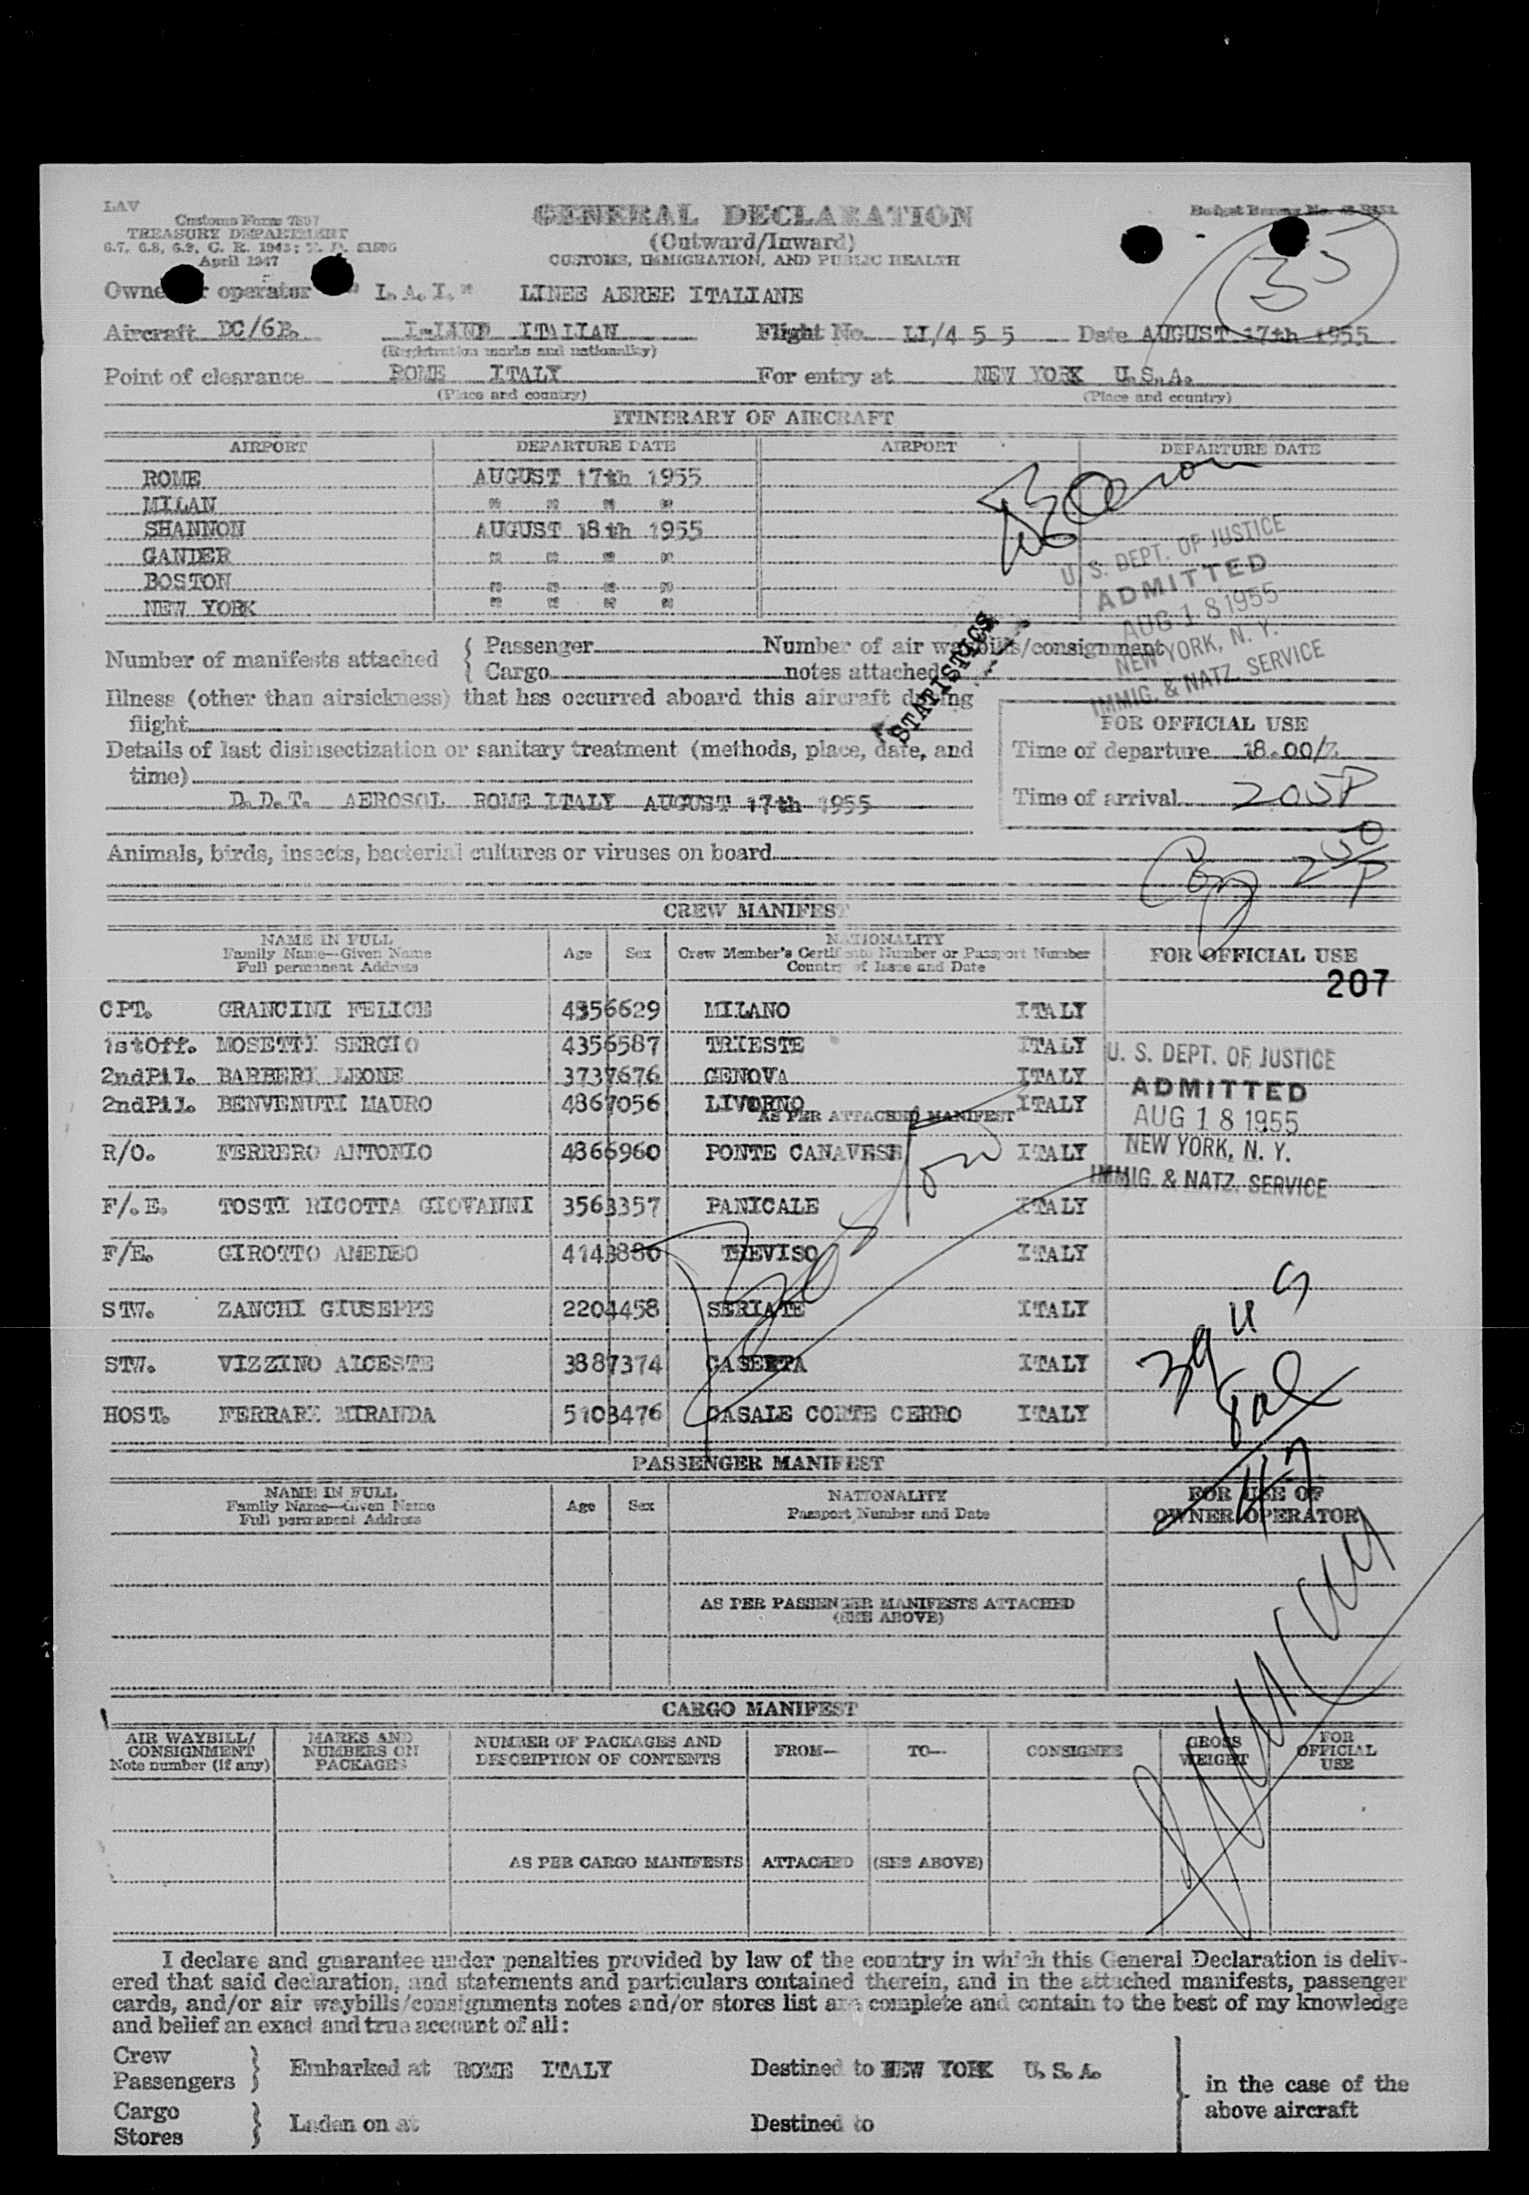 LAV
Customs Form 7507
TREASURY DEPARTMENT
6.7, 6.8, 6.9, C. R. 1943; T. D. 51506
April 1947
GENERAL DECLARATION
(Outward/Inward)
CUSTOMS, IMMIGRATION, AND PUBLIC HEALTH
operator " L.A.I." LINEE AEREE ITALIANE
Aircraft DC/6B. I-LINE ITALIAN Flight No. LI/4 5 5 Date AUGUST 17th 1955
(Registration marks and nationality)
Point of clearance ROME ITALY For entry at NEW YORK U.S.A.
(Place and country) (Place and country)
ITINERARY OF AIRCRAFT
AIRPORT DEPARTURE DATE AIRPORT DEPARTURE DATE
ROME AUGUST 17th 1955
MILAN " " " "
SHANNON AUGUST 18th 1955
GANDER " " " "
BOSTON " " " "
NEW YORK " " " "
U. S. DEPT. OF JUSTICE
ADMITTED
AUG 18 1955
NEW YORK, N. Y.
IMMIG. & NATZ. SERVICE
STATISTICS
Number of manifests attached { Passenger Number of air waybills/consignment
{ Cargo notes attached
Illness (other than airsickness) that has occurred aboard this aircraft during
flight
Details of last disinsectization or sanitary treatment (methods, place, date, and
time)
D.D.T. AEROSOL ROME ITALY AUGUST 17th 1955
FOR OFFICIAL USE
Time of departure 18.00/Z
Time of arrival 205P
Animals, birds, insects, bacterial cultures or viruses on board
CREW MANIFEST
NAME IN FULL
Family Name—Given Name
Full permanent Address
Age Sex
NATIONALITY
Crew Member's Certificate Number or Passport Number
Country of Issue and Date
FOR OFFICIAL USE
207
CPT. GRANCINI FELICE 4356629 MILANO ITALY
1stOff. MOSETTI SERGIO 4356587 TRIESTE ITALY
2ndPil. BARBERI LEONE 3737676 GENOVA ITALY
2ndPil. BENVENUTI MAURO 4867056 LIVORNO ITALY
AS PER ATTACHED MANIFEST
R/O. FERRERO ANTONIO 4866960 PONTE CANAVESE ITALY
F/.E. TOSTI RICOTTA GIOVANNI 3563357 PANICALE ITALY
F/E. GIROTTO AMEDEO 4143880 TREVISO ITALY
STW. ZANCHI GIUSEPPE 2204458 SERIATE ITALY
STW. VIZZINO ALCESTE 3887374 CASERTA ITALY
HOST. FERRARI MIRANDA 5103476 CASALE CORTE CERRO ITALY
U. S. DEPT. OF JUSTICE
ADMITTED
AUG 18 1955
NEW YORK, N. Y.
IMMIG. & NATZ. SERVICE
PASSENGER MANIFEST
NAME IN FULL
Family Name—Given Name
Full permanent Address
Age Sex
NATIONALITY
Passport Number and Date
FOR USE OF
OWNER/OPERATOR
AS PER PASSENGER MANIFESTS ATTACHED
(SEE ABOVE)
CARGO MANIFEST
AIR WAYBILL/
CONSIGNMENT
Note number (if any)
MARKS AND
NUMBERS ON
PACKAGES
NUMBER OF PACKAGES AND
DESCRIPTION OF CONTENTS
FROM— TO— CONSIGNEE
GROSS
WEIGHT
FOR
OFFICIAL
USE
AS PER CARGO MANIFESTS ATTACHED (SEE ABOVE)
I declare and guarantee under penalties provided by law of the country in which this General Declaration is deliv-
ered that said declaration, and statements and particulars contained therein, and in the attached manifests, passenger
cards, and/or air waybills/consignments notes and/or stores list are complete and contain to the best of my knowledge
and belief an exact and true account of all:
Crew
Passengers } Embarked at ROME ITALY Destined to NEW YORK U.S.A.
Cargo
Stores } Laden on at Destined to
in the case of the
above aircraft